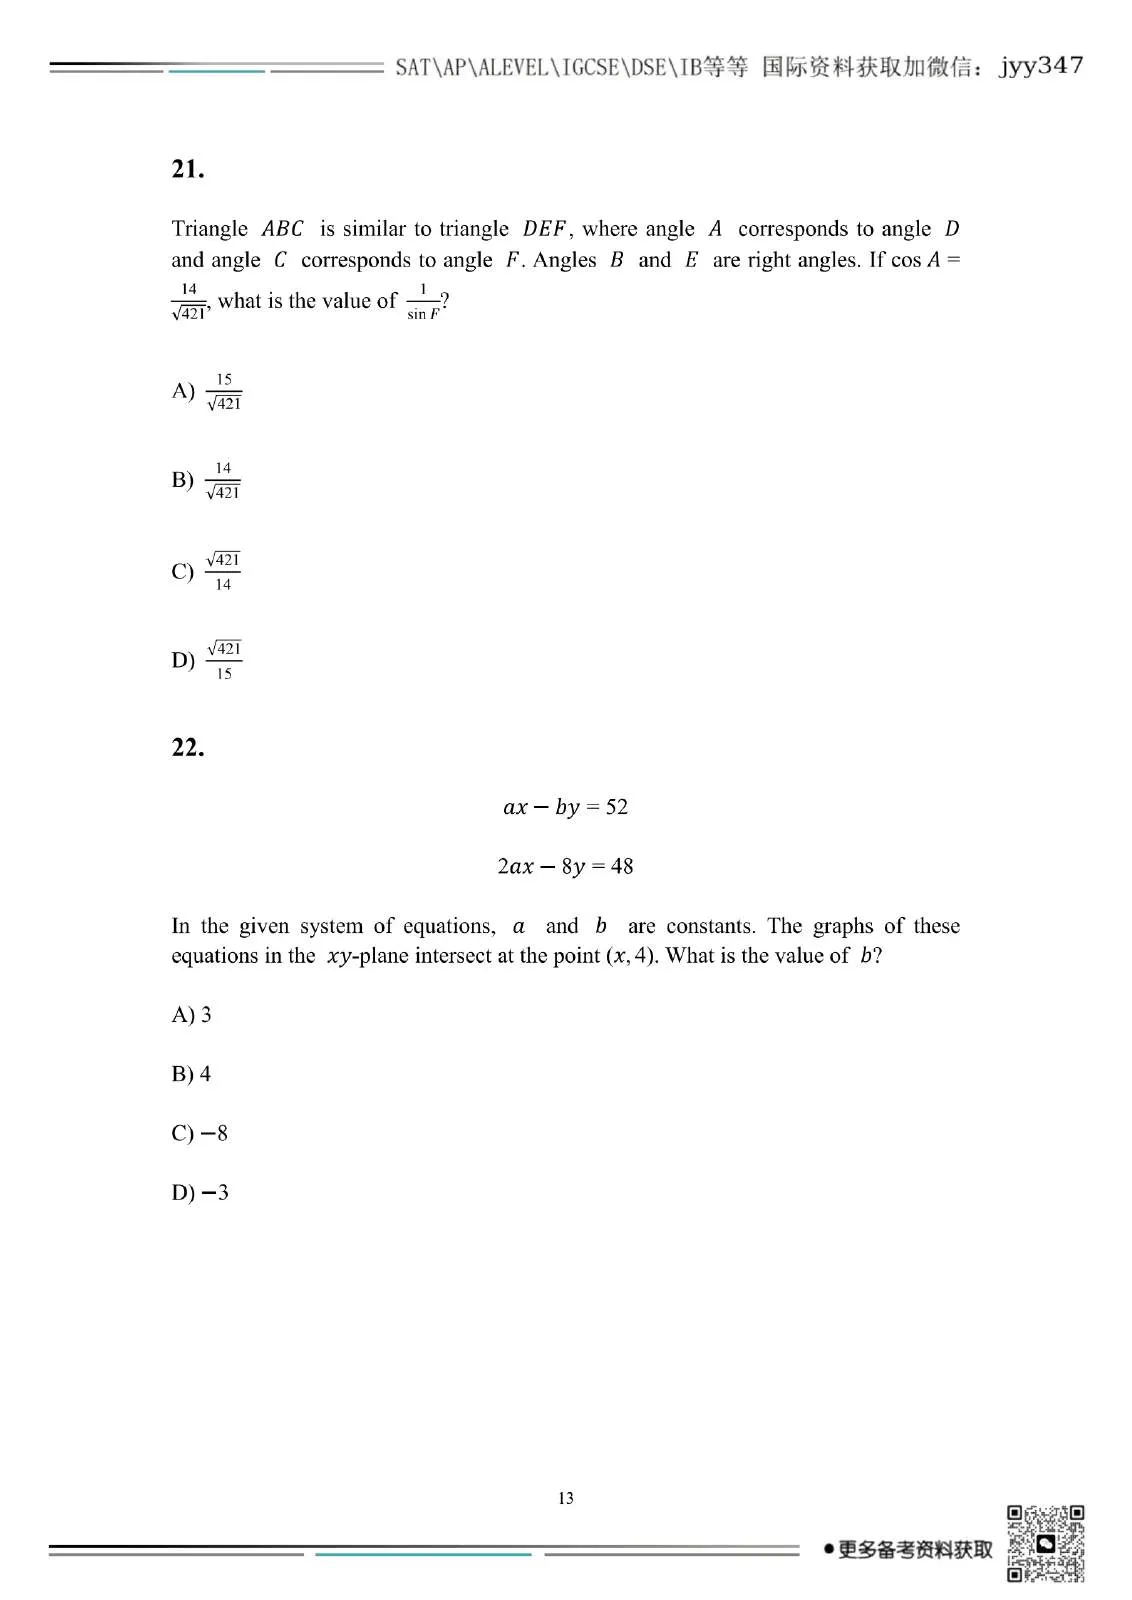 SAT\AP\ALEVEL\IGCSE\DSE\IB等等 国际资料获取加微信： jyy347
21.
Triangle ABC is similar to triangle DEF, where angle A corresponds to angle D
and angle C corresponds to angle F. Angles B and E are right angles. If cos A =
14/√421, what is the value of 1/sin F?
A) 15/√421
B) 14/√421
C) √421/14
D) √421/15
22.
ax − by = 52
2ax − 8y = 48
In the given system of equations, a and b are constants. The graphs of these
equations in the xy-plane intersect at the point (x, 4). What is the value of b?
A) 3
B) 4
C) −8
D) −3
13
●更多备考资料获取